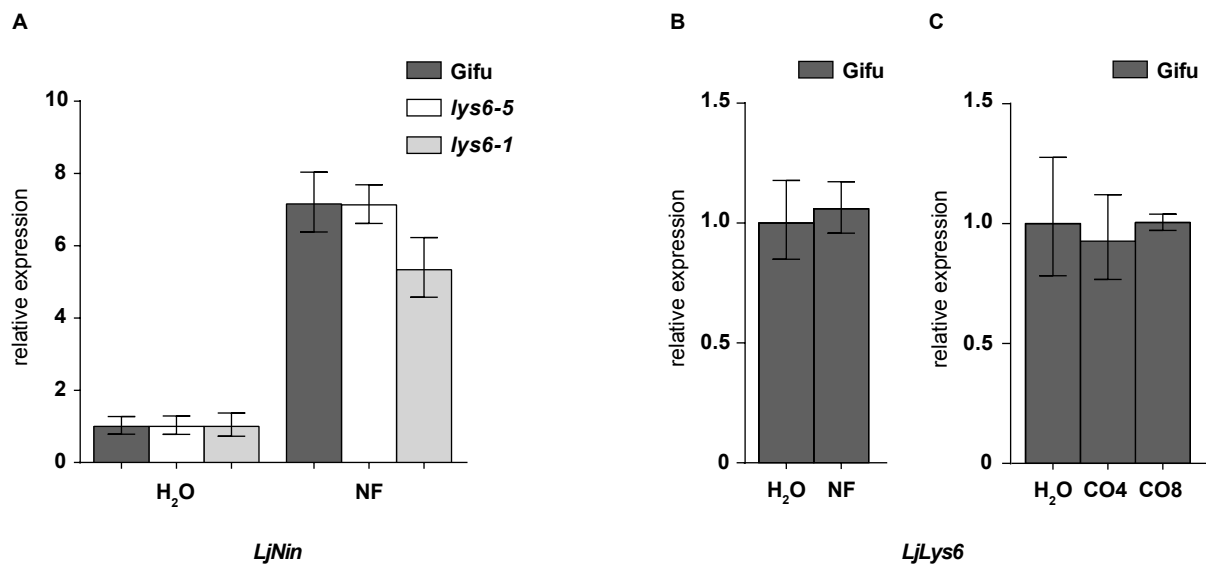 A
Gifu
lys6-5
lys6-1
relative expression
10
8
6
4
2
0
H₂O NF
LjNin
B
Gifu
relative expression
1.5
1.0
0.5
0
H₂O NF
C
Gifu
relative expression
1.5
1.0
0.5
0
H₂O CO4 CO8
LjLys6